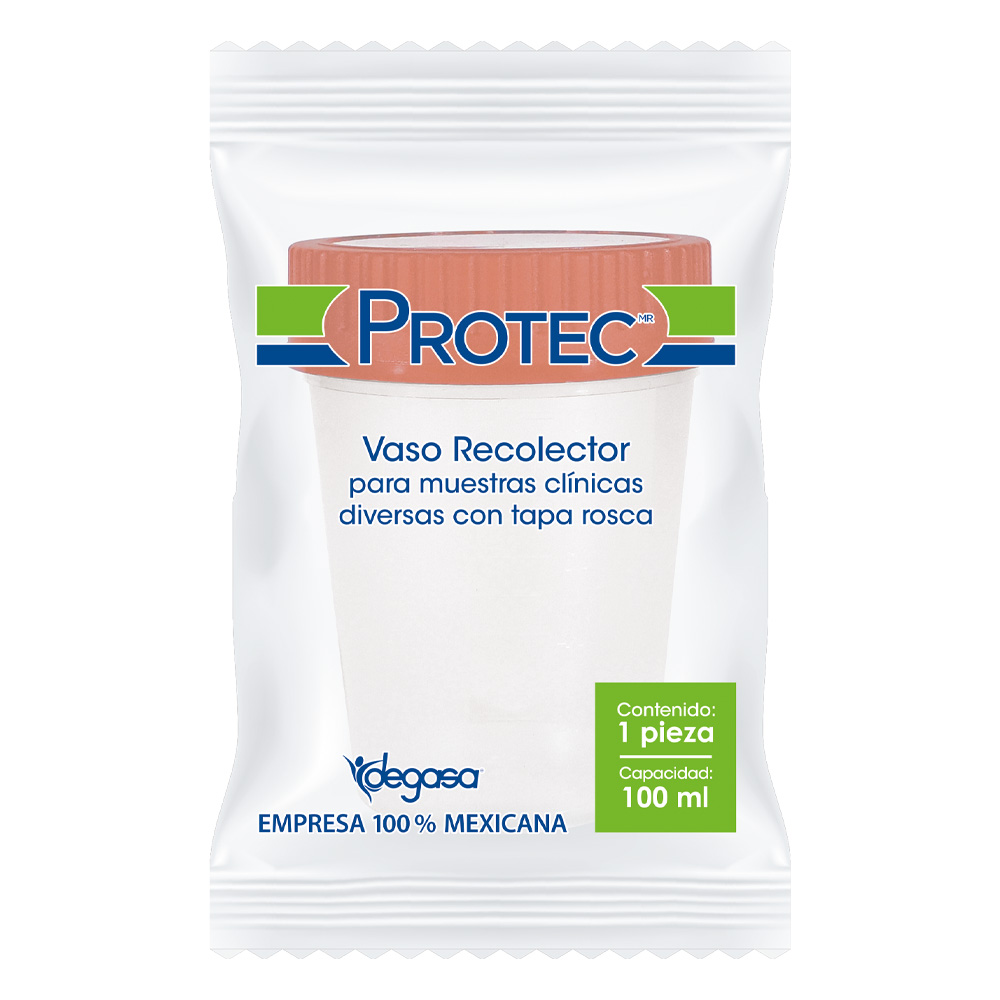 PROTEC MR
Vaso Recolector
para muestras clínicas
diversas con tapa rosca
Contenido:
1 pieza
Capacidad:
100 ml
degasa
EMPRESA 100% MEXICANA